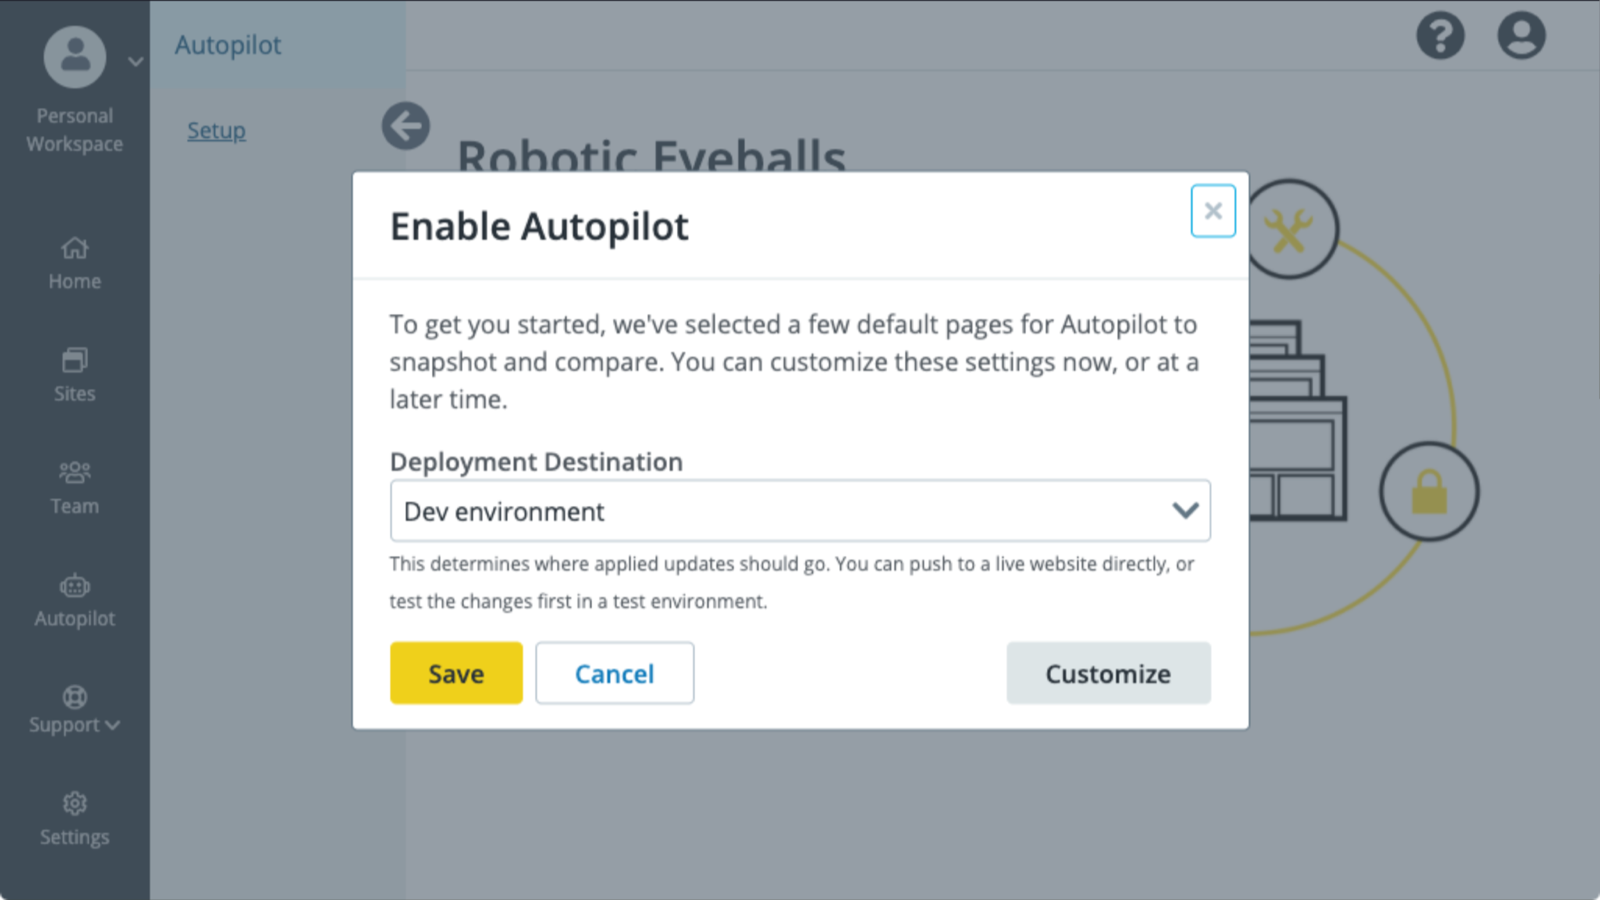 Personal
Workspace
Home
Sites
Team
Autopilot
Support
Settings
Autopilot
Setup
Robotic Eyeballs
Enable Autopilot
To get you started, we've selected a few default pages for Autopilot to
snapshot and compare. You can customize these settings now, or at a
later time.
Deployment Destination
Dev environment
This determines where applied updates should go. You can push to a live website directly, or
test the changes first in a test environment.
Save
Cancel
Customize